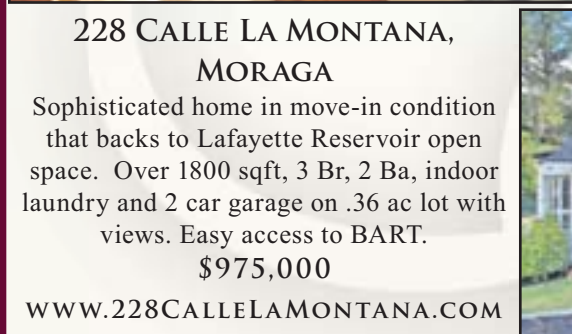 228 Calle La Montana,
Moraga
Sophisticated home in move-in condition
that backs to Lafayette Reservoir open
space. Over 1800 sqft, 3 Br, 2 Ba, indoor
laundry and 2 car garage on .36 ac lot with
views. Easy access to BART.
$975,000
www.228CalleLaMontana.com